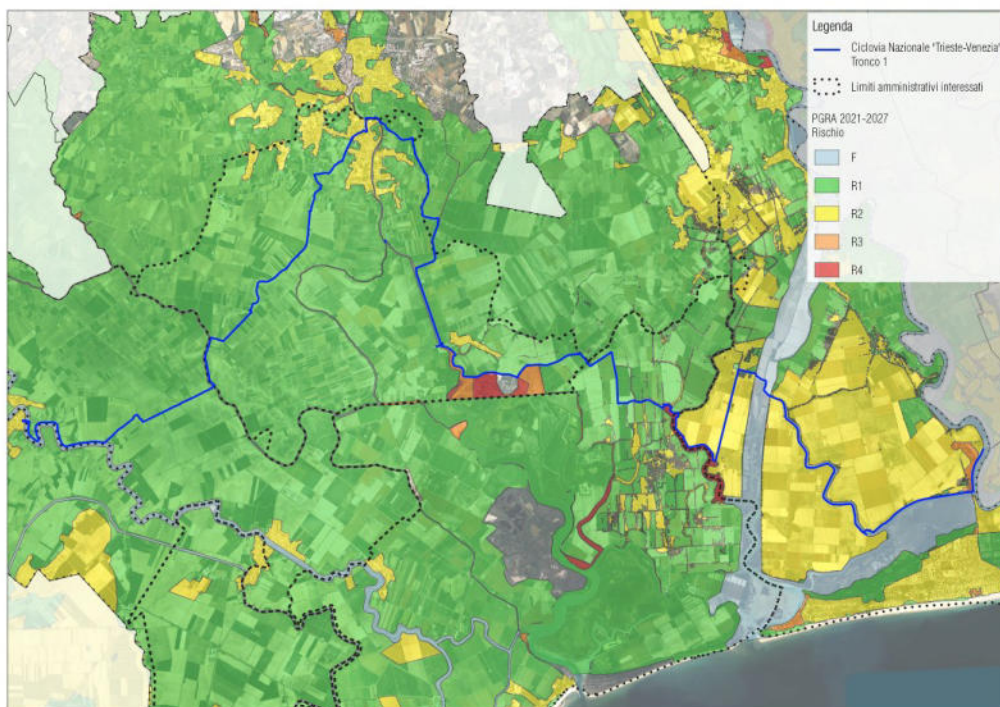 Legenda
Ciclovia Nazionale "Trieste-Venezia"
Tronco 1
Limiti amministrativi interessati
PGRA 2021-2027
Rischio
F
R1
R2
R3
R4